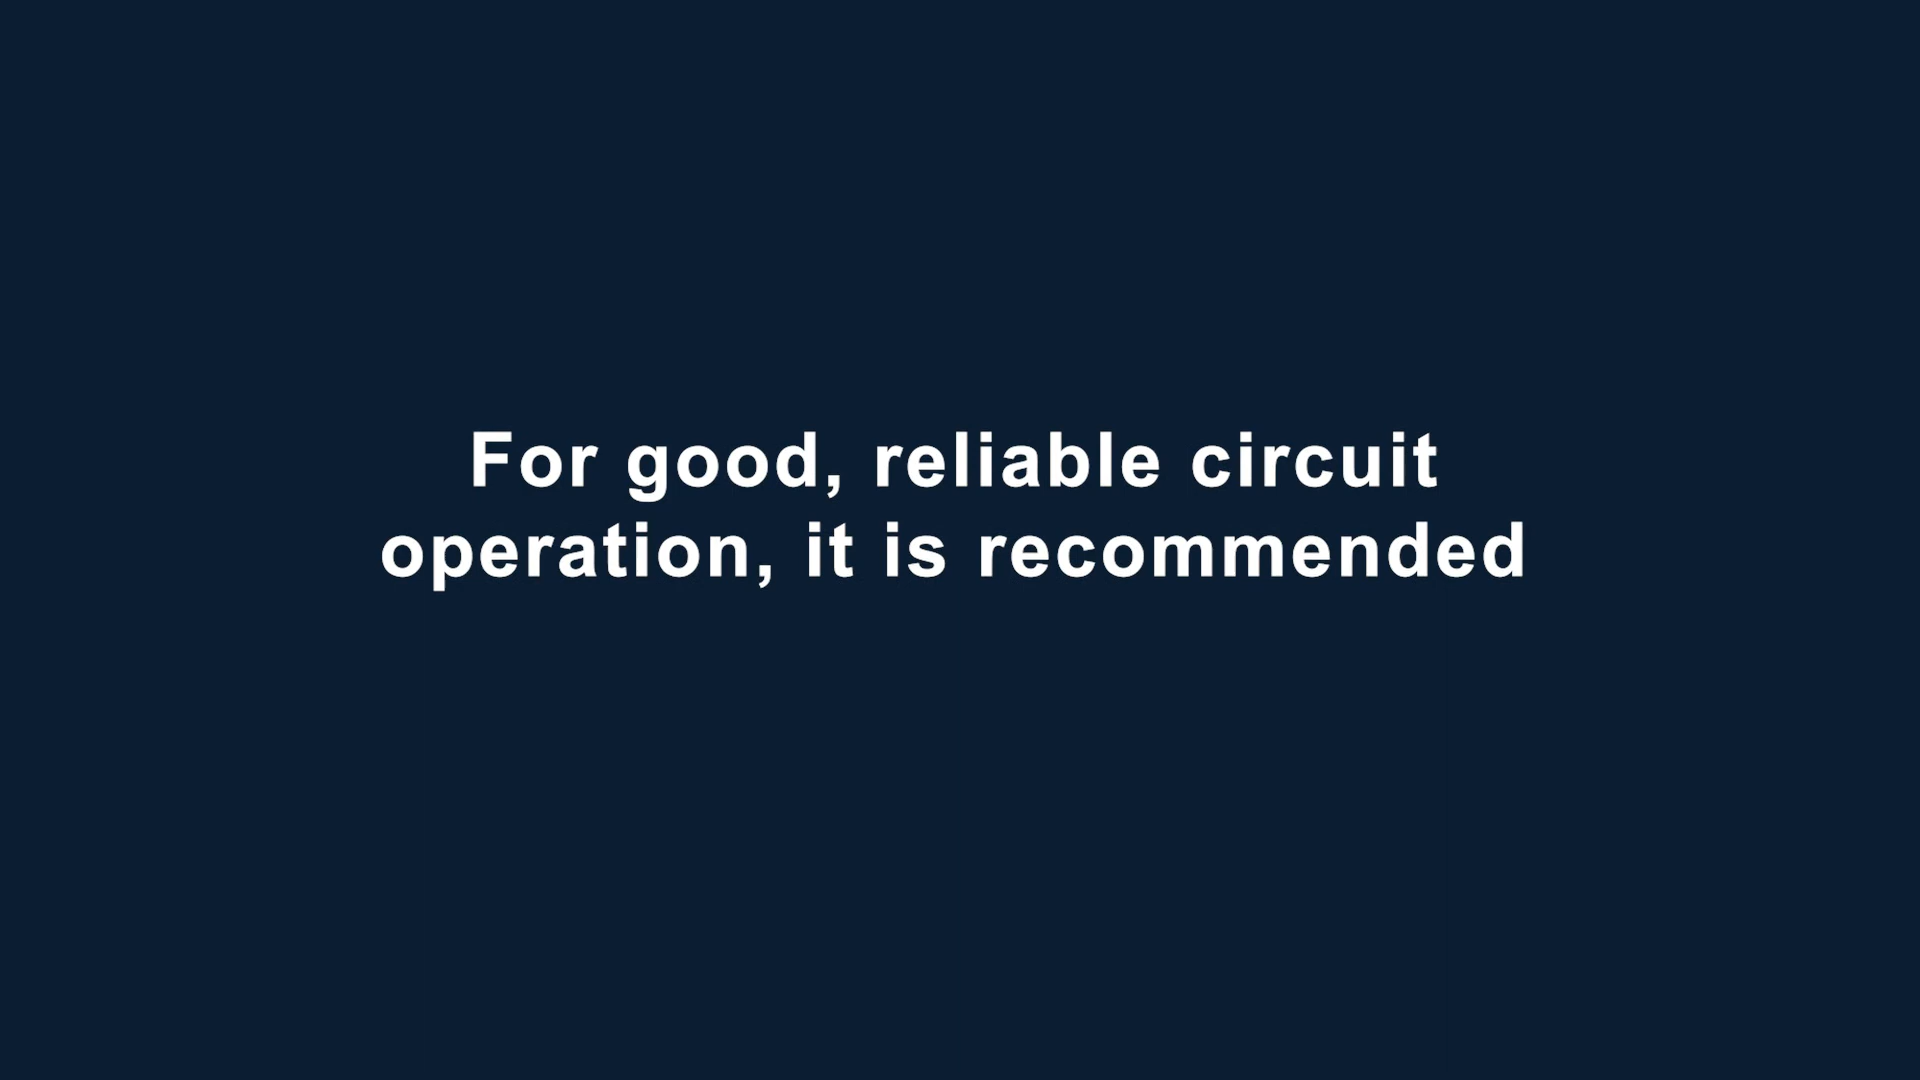 For good, reliable circuit
operation, it is recommended